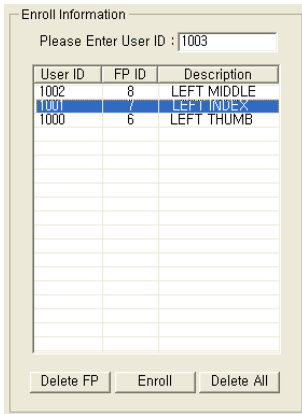 Enroll Information
Please Enter User ID : 1003
User ID FP ID Description
1002 8 LEFT MIDDLE
1001 7 LEFT INDEX
1000 6 LEFT THUMB
Delete FP Enroll Delete All